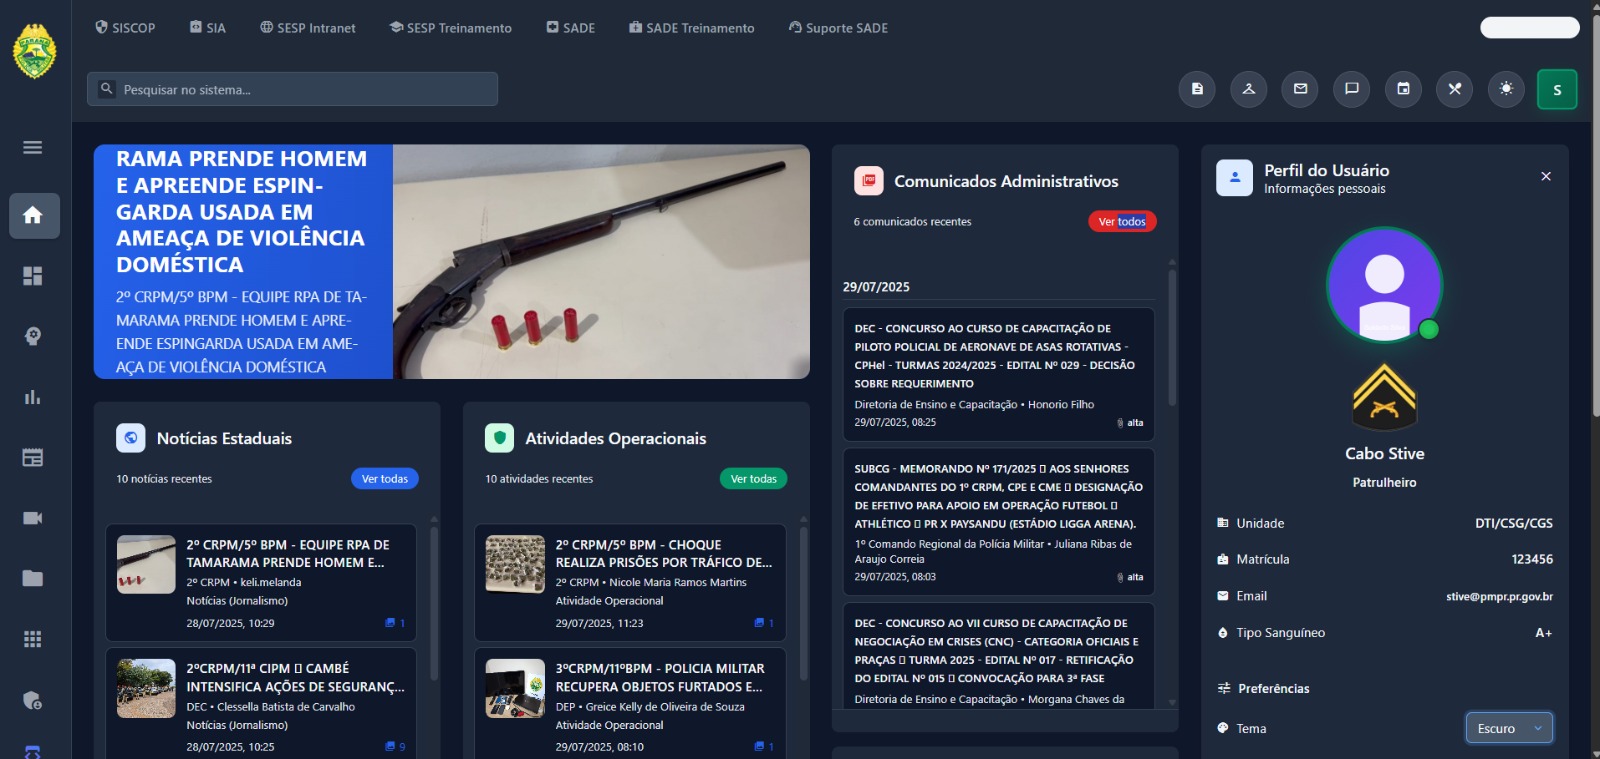 SISCOP
SIA
SESP Intranet
SESP Treinamento
SADE
SADE Treinamento
Suporte SADE
Pesquisar no sistema...
S
RAMA PRENDE HOMEM
E APREENDE ESPIN-
GARDA USADA EM
AMEAÇA DE VIOLÊNCIA
DOMÉSTICA
2º CRPM/5º BPM - EQUIPE RPA DE TA-
MARAMA PRENDE HOMEM E APRE-
ENDE ESPINGARDA USADA EM AME-
AÇA DE VIOLÊNCIA DOMÉSTICA
Notícias Estaduais
10 notícias recentes
Ver todas
2º CRPM/5º BPM - EQUIPE RPA DE
TAMARAMA PRENDE HOMEM E...
2º CRPM • keli.melanda
Notícias (Jornalismo)
28/07/2025, 10:29
1
2ºCRPM/11ª CIPM ▯ CAMBÉ
INTENSIFICA AÇÕES DE SEGURANÇ...
DEC • Clessella Batista de Carvalho
Notícias (Jornalismo)
28/07/2025, 10:25
9
Atividades Operacionais
10 atividades recentes
Ver todas
2º CRPM/5º BPM - CHOQUE
REALIZA PRISÕES POR TRÁFICO DE...
2º CRPM • Nicole Maria Ramos Martins
Atividade Operacional
29/07/2025, 11:23
1
3ºCRPM/11ºBPM - POLICIA MILITAR
RECUPERA OBJETOS FURTADOS E...
DEP • Greice Kelly de Oliveira de Souza
Atividade Operacional
29/07/2025, 08:10
1
Comunicados Administrativos
6 comunicados recentes
Ver todos
29/07/2025
DEC - CONCURSO AO CURSO DE CAPACITAÇÃO DE
PILOTO POLICIAL DE AERONAVE DE ASAS ROTATIVAS -
CPHel - TURMAS 2024/2025 - EDITAL Nº 029 - DECISÃO
SOBRE REQUERIMENTO
Diretoria de Ensino e Capacitação • Honorio Filho
29/07/2025, 08:25
alta
SUBCG - MEMORANDO Nº 171/2025 ▯ AOS SENHORES
COMANDANTES DO 1º CRPM, CPE E CME ▯ DESIGNAÇÃO
DE EFETIVO PARA APOIO EM OPERAÇÃO FUTEBOL ▯
ATHLÉTICO ▯ PR X PAYSANDU (ESTÁDIO LIGGA ARENA).
1º Comando Regional da Polícia Militar • Juliana Ribas de
Araujo Correia
29/07/2025, 08:03
alta
DEC - CONCURSO AO VII CURSO DE CAPACITAÇÃO DE
NEGOCIAÇÃO EM CRISES (CNC) - CATEGORIA OFICIAIS E
PRAÇAS ▯ TURMA 2025 - EDITAL Nº 017 - RETIFICAÇÃO
DO EDITAL Nº 015 ▯ CONVOCAÇÃO PARA 3ª FASE
Diretoria de Ensino e Capacitação • Morgana Chaves da
Perfil do Usuário
Informações pessoais
Cabo Stive
Patrulheiro
Unidade
DTI/CSG/CGS
Matrícula
123456
Email
stive@pmpr.pr.gov.br
Tipo Sanguíneo
A+
Preferências
Tema
Escuro